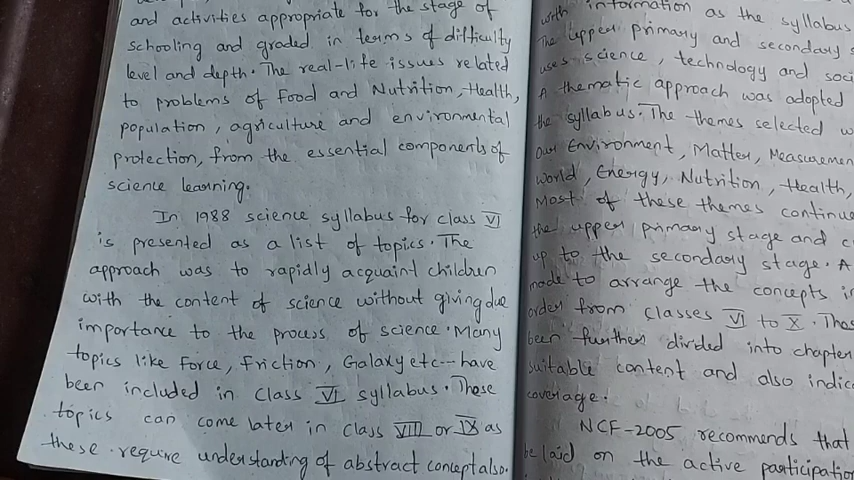 and activities appropriate for the stage of
schooling and graded in terms of difficulty
level and depth. The real-life issues related
to problems of Food and Nutrition, Health,
population, agriculture and environmental
protection, from the essential components of
science learning.
In 1988 science syllabus for class VI
is presented as a list of topics. The
approach was to rapidly acquaint children
with the content of science without giving due
importance to the process of science. Many
topics like Force, Friction, Galaxy etc-- have
been included in Class VI syllabus. These
topics can come later in class VIII or IX as
these require understanding of abstract concept also.
with information as the syllabus
The upper primary and secondary
uses science, technology and soci
A thematic approach was adopted
the syllabus. The themes selected w
our Environment, Matter, Measuremen
world, Energy, Nutrition, Health,
Most of these themes continue
the upper primary stage and c
up to the secondary stage. A
made to arrange the concepts in
order from Classes VI to X. Thes
been further divided into chapter
suitable content and also indic
coverage.
NCF-2005 recommends that
be laid on the active participation